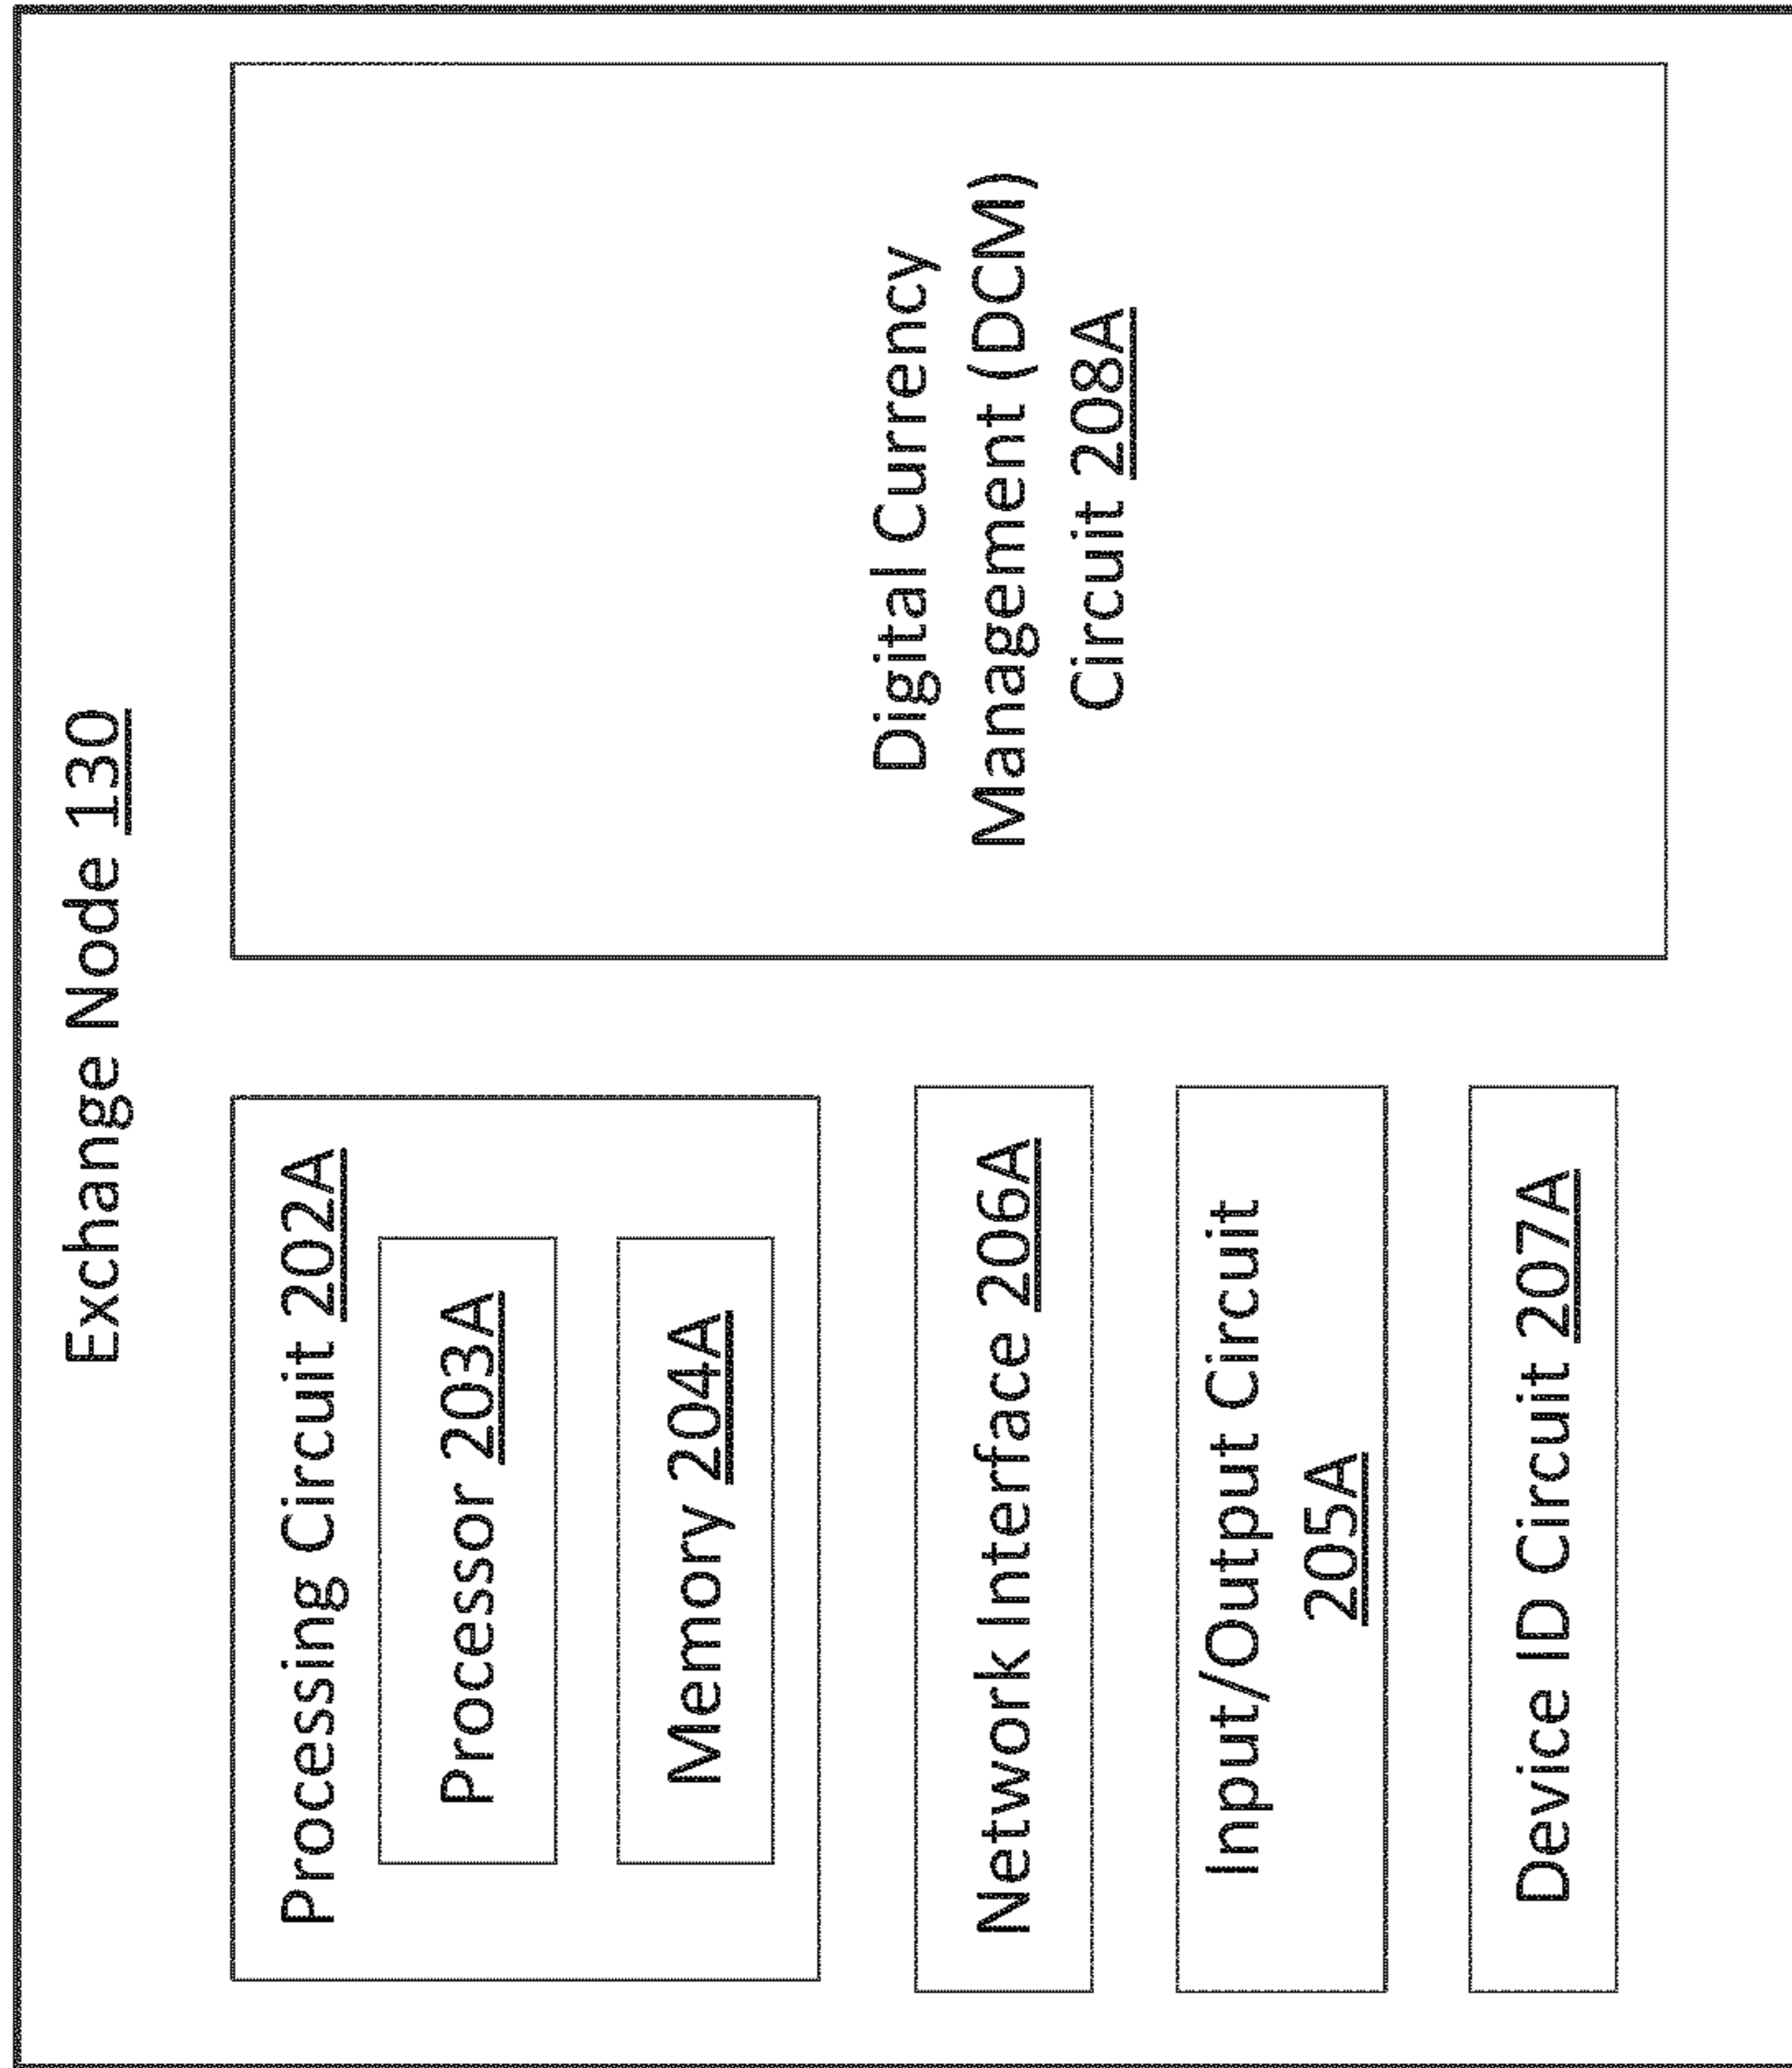 Exchange Node 130
Processing Circuit 202A
Processor 203A
Memory 204A
Network Interface 206A
Input/Output Circuit
205A
Device ID Circuit 207A
Digital Currency
Management (DCM)
Circuit 208A